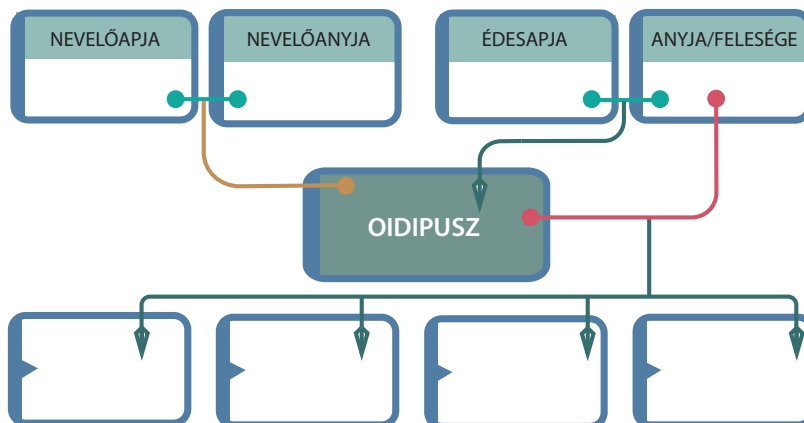 NEVELŐAPJA
NEVELŐANYJA
ÉDESAPJA
ANYJA/FELESÉGE
OIDIPUSZ